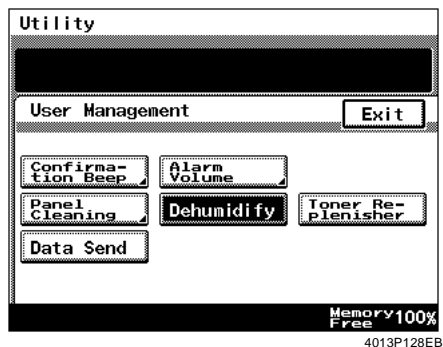 Utility
User Management
Exit
Confirma-
tion Beep
Alarm
Volume
Panel
Cleaning
Dehumidify
Toner Re-
plenisher
Data Send
Memory
Free 100%
4013P128EB